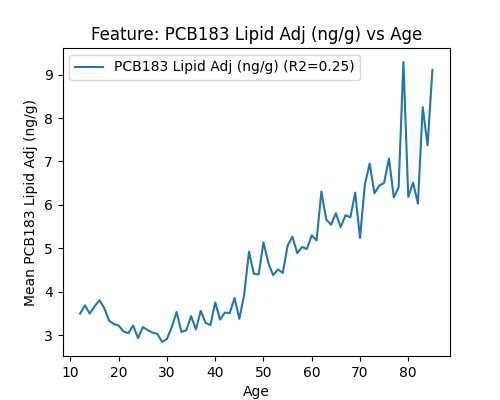 Feature: PCB183 Lipid Adj (ng/g) vs Age
PCB183 Lipid Adj (ng/g) (R2=0.25)
Mean PCB183 Lipid Adj (ng/g)
9
8
7
6
5
4
3
10 20 30 40 50 60 70 80
Age